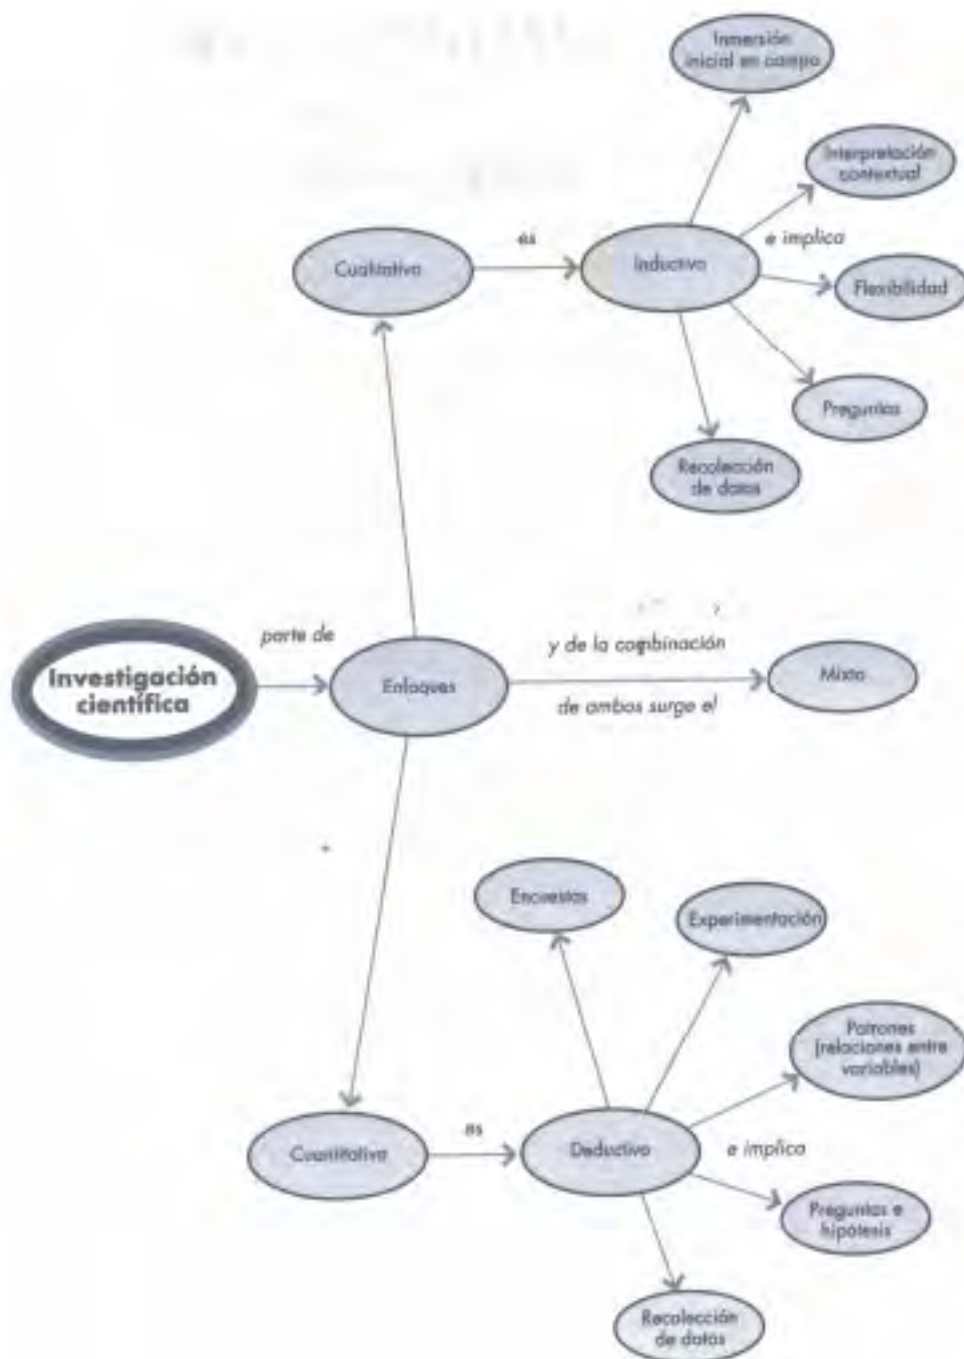 Inmersión
inicial en campo
Interpretación
contextual
es
Inductivo
e implica
Cualitativo
Flexibilidad
Preguntas
Recolección
de datos
Investigación
científica
parte de
Enfoques
y de la combinación
de ambos surge el
Mixto
Encuestas
Experimentación
Patrones
(relaciones entre
variables)
Cuantitativo
es
Deductivo
e implica
Preguntas e
hipótesis
Recolección
de datos